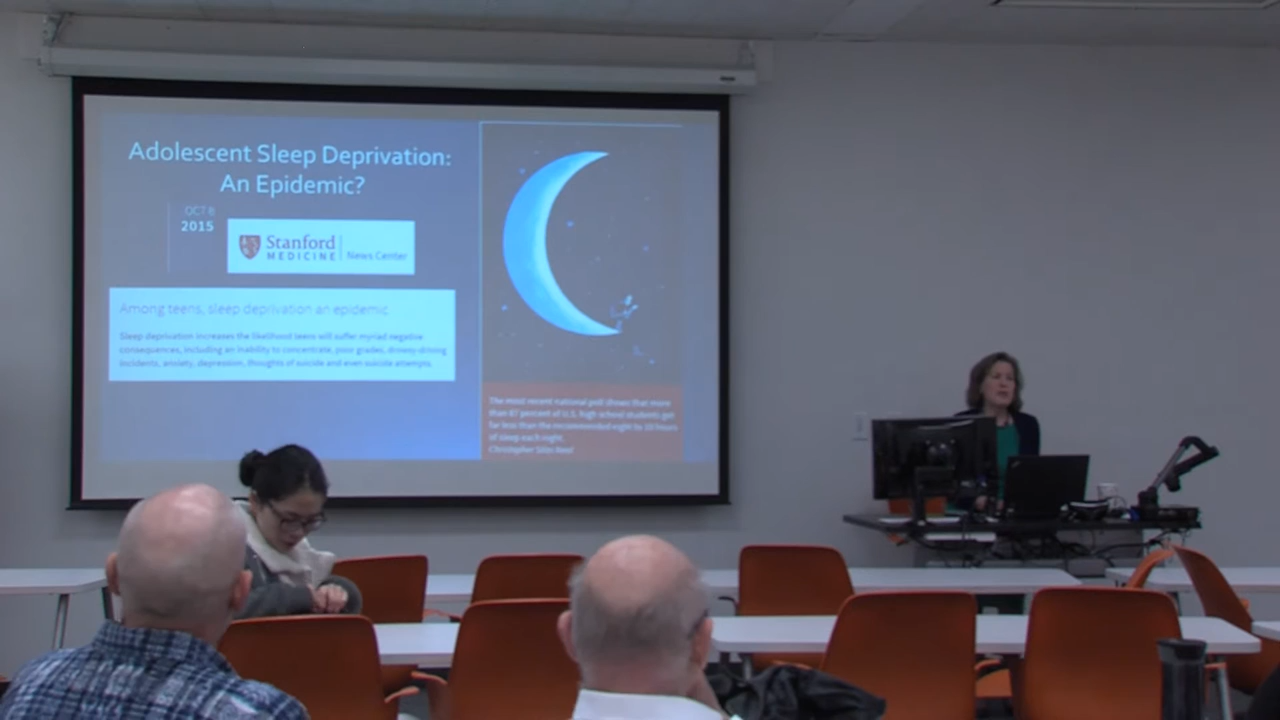 Adolescent Sleep Deprivation:
An Epidemic?
OCT 6
2015
Stanford
MEDICINE
News Center
Among teens, sleep deprivation an epidemic
Sleep deprivation increases the likelihood teens will suffer myriad negative
consequences, including an inability to concentrate, poor grades, drowsy-driving
incidents, anxiety, depression, thoughts of suicide and even suicide attempts.
The most recent national poll shows that more
than 87 percent of U.S. high school students get
far less than the recommended eight to 10 hours
of sleep each night.
Christopher Silas Neal